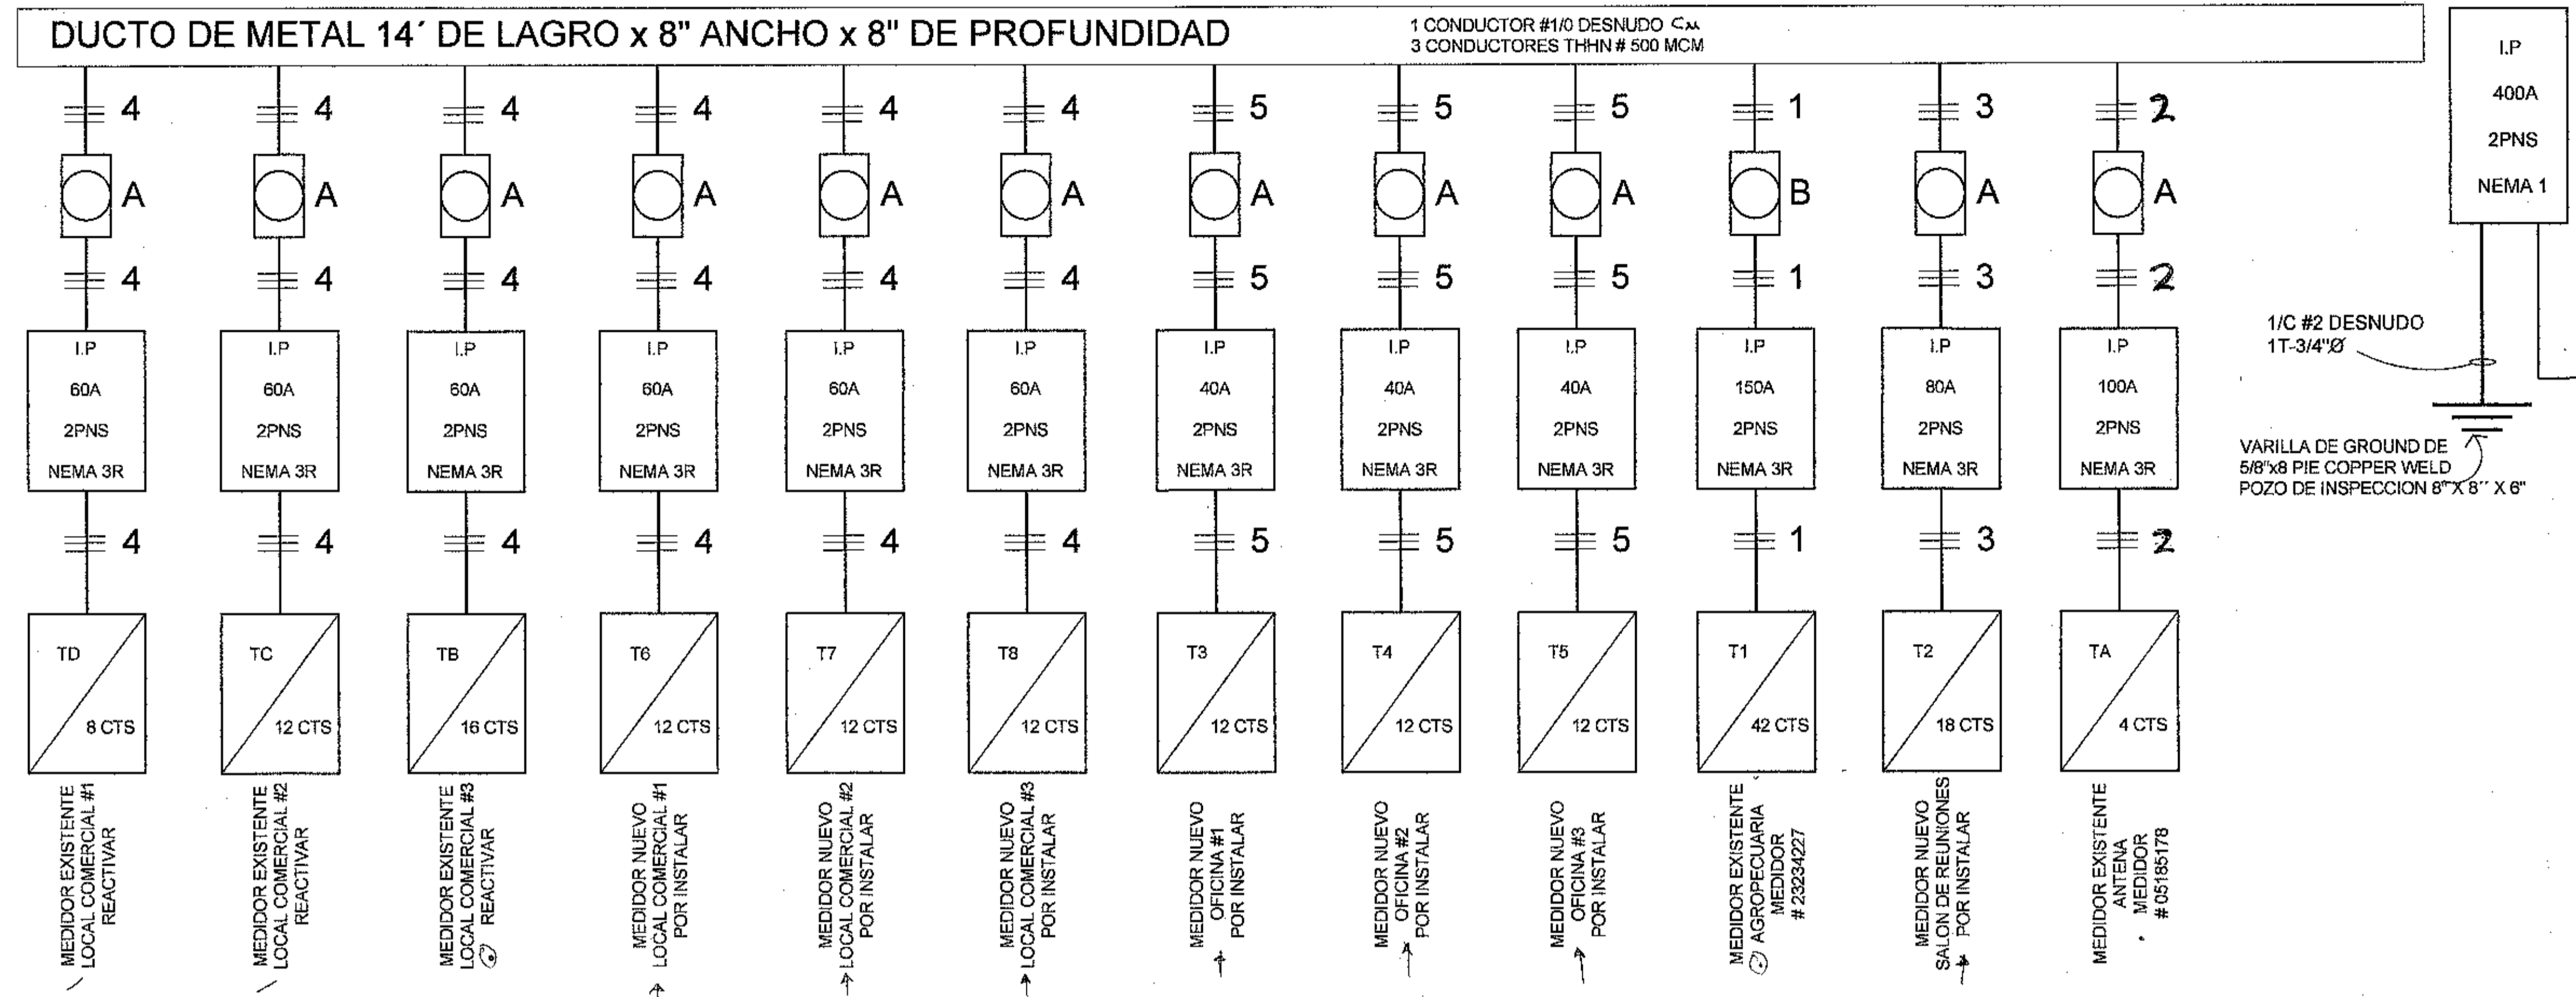 DUCTO DE METAL 14´ DE LAGRO x 8" ANCHO x 8" DE PROFUNDIDAD
1 CONDUCTOR #1/0 DESNUDO Cu
3 CONDUCTORES THHN # 500 MCM
I.P
400A
2PNS
NEMA 1
4 4 4 4 4 4 5 5 5 1 3 2
A A A A A A A A A B A A
4 4 4 4 4 4 5 5 5 1 3 2
I.P I.P I.P I.P I.P I.P I.P I.P I.P I.P I.P I.P
60A 60A 60A 60A 60A 60A 40A 40A 40A 150A 80A 100A
2PNS 2PNS 2PNS 2PNS 2PNS 2PNS 2PNS 2PNS 2PNS 2PNS 2PNS 2PNS
NEMA 3R NEMA 3R NEMA 3R NEMA 3R NEMA 3R NEMA 3R NEMA 3R NEMA 3R NEMA 3R NEMA 3R NEMA 3R NEMA 3R
1/C #2 DESNUDO
1T-3/4"Ø
VARILLA DE GROUND DE
5/8"x8 PIE COPPER WELD
POZO DE INSPECCION 8" X 8" X 6"
4 4 4 4 4 4 5 5 5 1 3 2
TD TC TB T6 T7 T8 T3 T4 T5 T1 T2 TA
8 CTS 12 CTS 16 CTS 12 CTS 12 CTS 12 CTS 12 CTS 12 CTS 12 CTS 42 CTS 18 CTS 4 CTS
MEDIDOR EXISTENTE
LOCAL COMERCIAL #1
REACTIVAR
MEDIDOR EXISTENTE
LOCAL COMERCIAL #2
REACTIVAR
MEDIDOR EXISTENTE
LOCAL COMERCIAL #3
REACTIVAR
MEDIDOR NUEVO
LOCAL COMERCIAL #1
POR INSTALAR
MEDIDOR NUEVO
LOCAL COMERCIAL #2
POR INSTALAR
MEDIDOR NUEVO
LOCAL COMERCIAL #3
POR INSTALAR
MEDIDOR NUEVO
OFICINA #1
POR INSTALAR
MEDIDOR NUEVO
OFICINA #2
POR INSTALAR
MEDIDOR NUEVO
OFICINA #3
POR INSTALAR
MEDIDOR EXISTENTE
AGROPECUARIA
MEDIDOR
# 23234227
MEDIDOR NUEVO
SALON DE REUNIONES
POR INSTALAR
MEDIDOR EXISTENTE
ANTENA
MEDIDOR
# 05185178